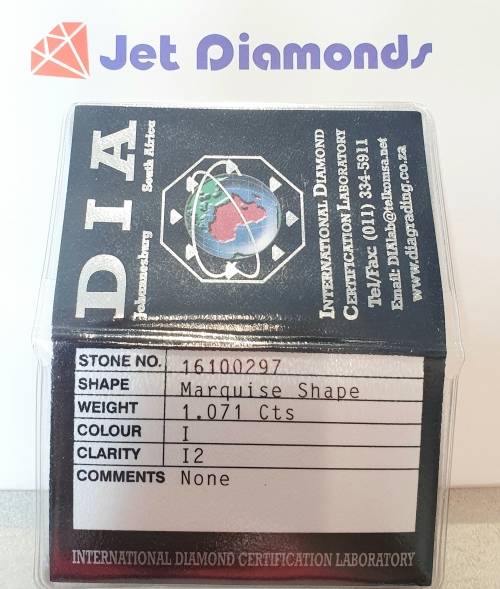 Jet Diamonds
DIA
Johannesburg South Africa
INTERNATIONAL DIAMOND
CERTIFICATION LABORATORY
Tel/Fax: (011) 334-5911
Email: DIAlab@telkomsa.net
www.diagrading.co.za
STONE NO. 16100297
SHAPE Marquise Shape
WEIGHT 1.071 Cts
COLOUR I
CLARITY I2
COMMENTS None
INTERNATIONAL DIAMOND CERTIFICATION LABORATORY